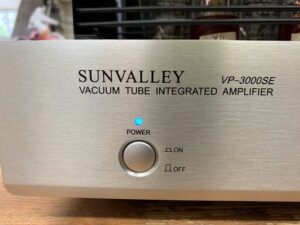 SUNVALLEY VP-3000SE
VACUUM TUBE INTEGRATED AMPLIFIER
POWER
ON
OFF